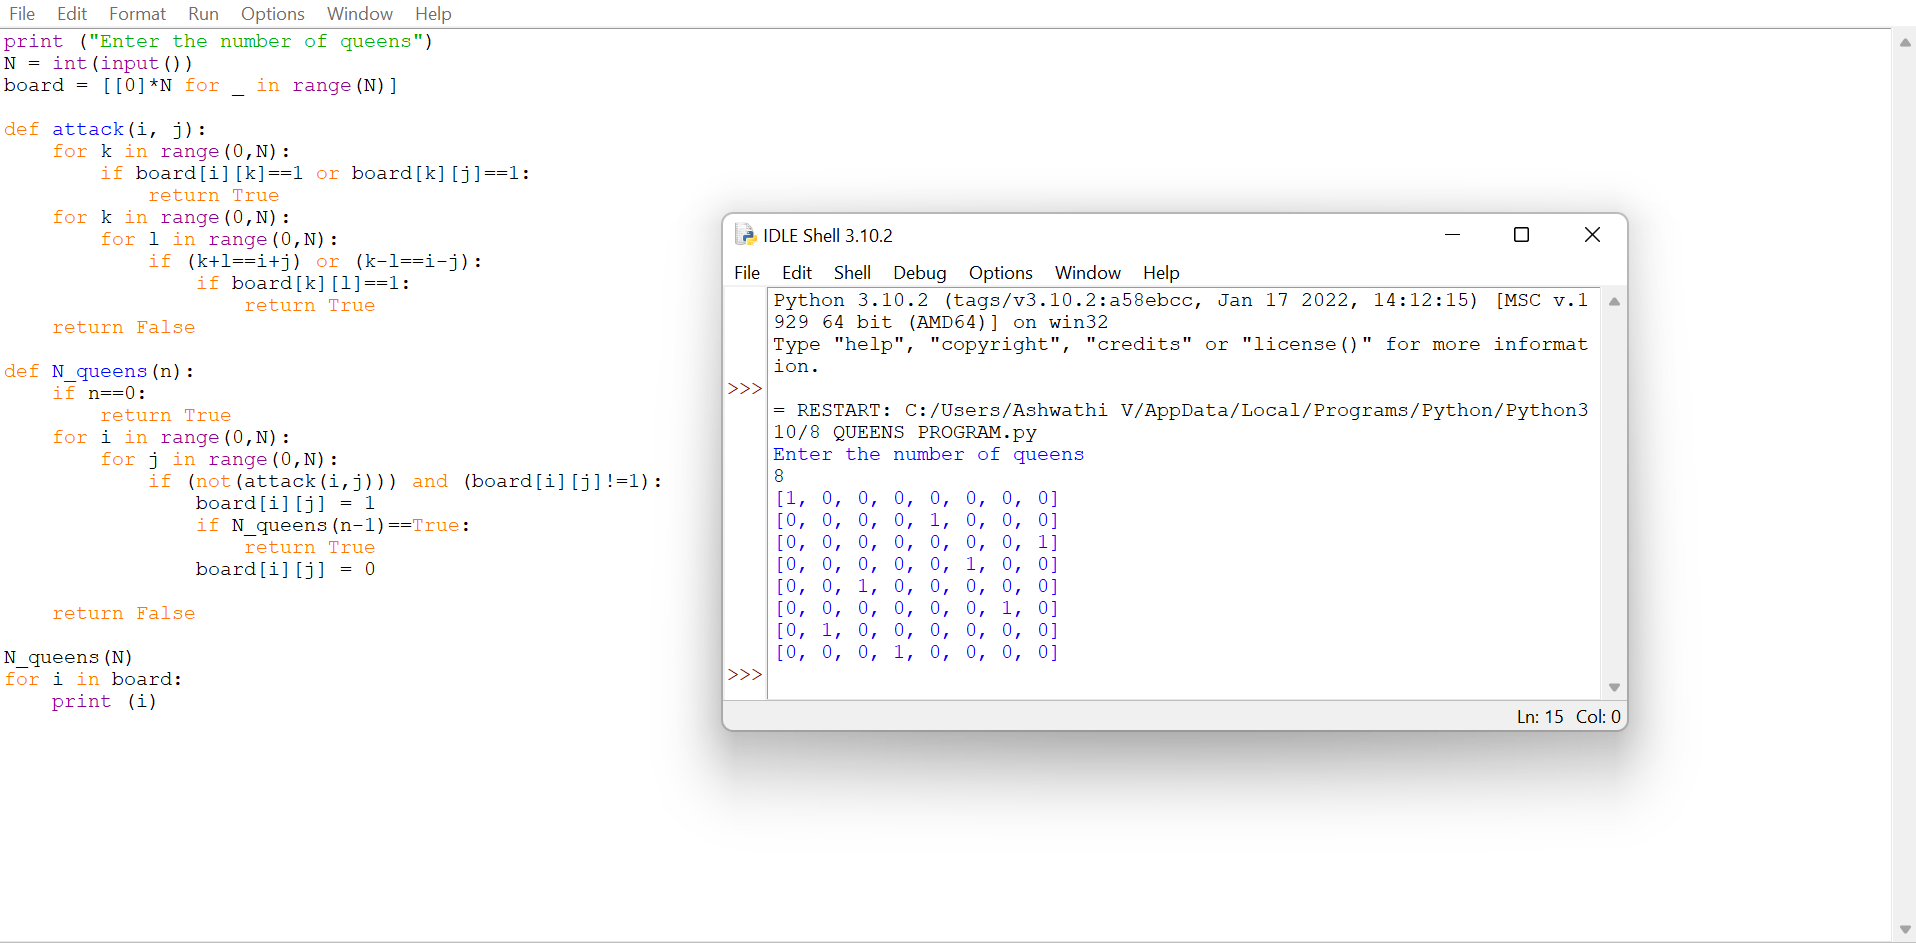 File Edit Format Run Options Window Help
print ("Enter the number of queens")
N = int(input())
board = [[0]*N for _ in range(N)]
def attack(i, j):
    for k in range(0,N):
        if board[i][k]==1 or board[k][j]==1:
            return True
    for k in range(0,N):
        for l in range(0,N):
            if (k+l==i+j) or (k-l==i-j):
                if board[k][l]==1:
                    return True
    return False
def N_queens(n):
    if n==0:
        return True
    for i in range(0,N):
        for j in range(0,N):
            if (not(attack(i,j))) and (board[i][j]!=1):
                board[i][j] = 1
                if N_queens(n-1)==True:
                    return True
                board[i][j] = 0
    return False
N_queens(N)
for i in board:
    print (i)
IDLE Shell 3.10.2
File Edit Shell Debug Options Window Help
Python 3.10.2 (tags/v3.10.2:a58ebcc, Jan 17 2022, 14:12:15) [MSC v.1
929 64 bit (AMD64)] on win32
Type "help", "copyright", "credits" or "license()" for more informat
ion.
>>>
= RESTART: C:/Users/Ashwathi V/AppData/Local/Programs/Python/Python3
10/8 QUEENS PROGRAM.py
Enter the number of queens
8
[1, 0, 0, 0, 0, 0, 0, 0]
[0, 0, 0, 0, 1, 0, 0, 0]
[0, 0, 0, 0, 0, 0, 0, 1]
[0, 0, 0, 0, 0, 1, 0, 0]
[0, 0, 1, 0, 0, 0, 0, 0]
[0, 0, 0, 0, 0, 0, 1, 0]
[0, 1, 0, 0, 0, 0, 0, 0]
[0, 0, 0, 1, 0, 0, 0, 0]
>>>
Ln: 15 Col: 0